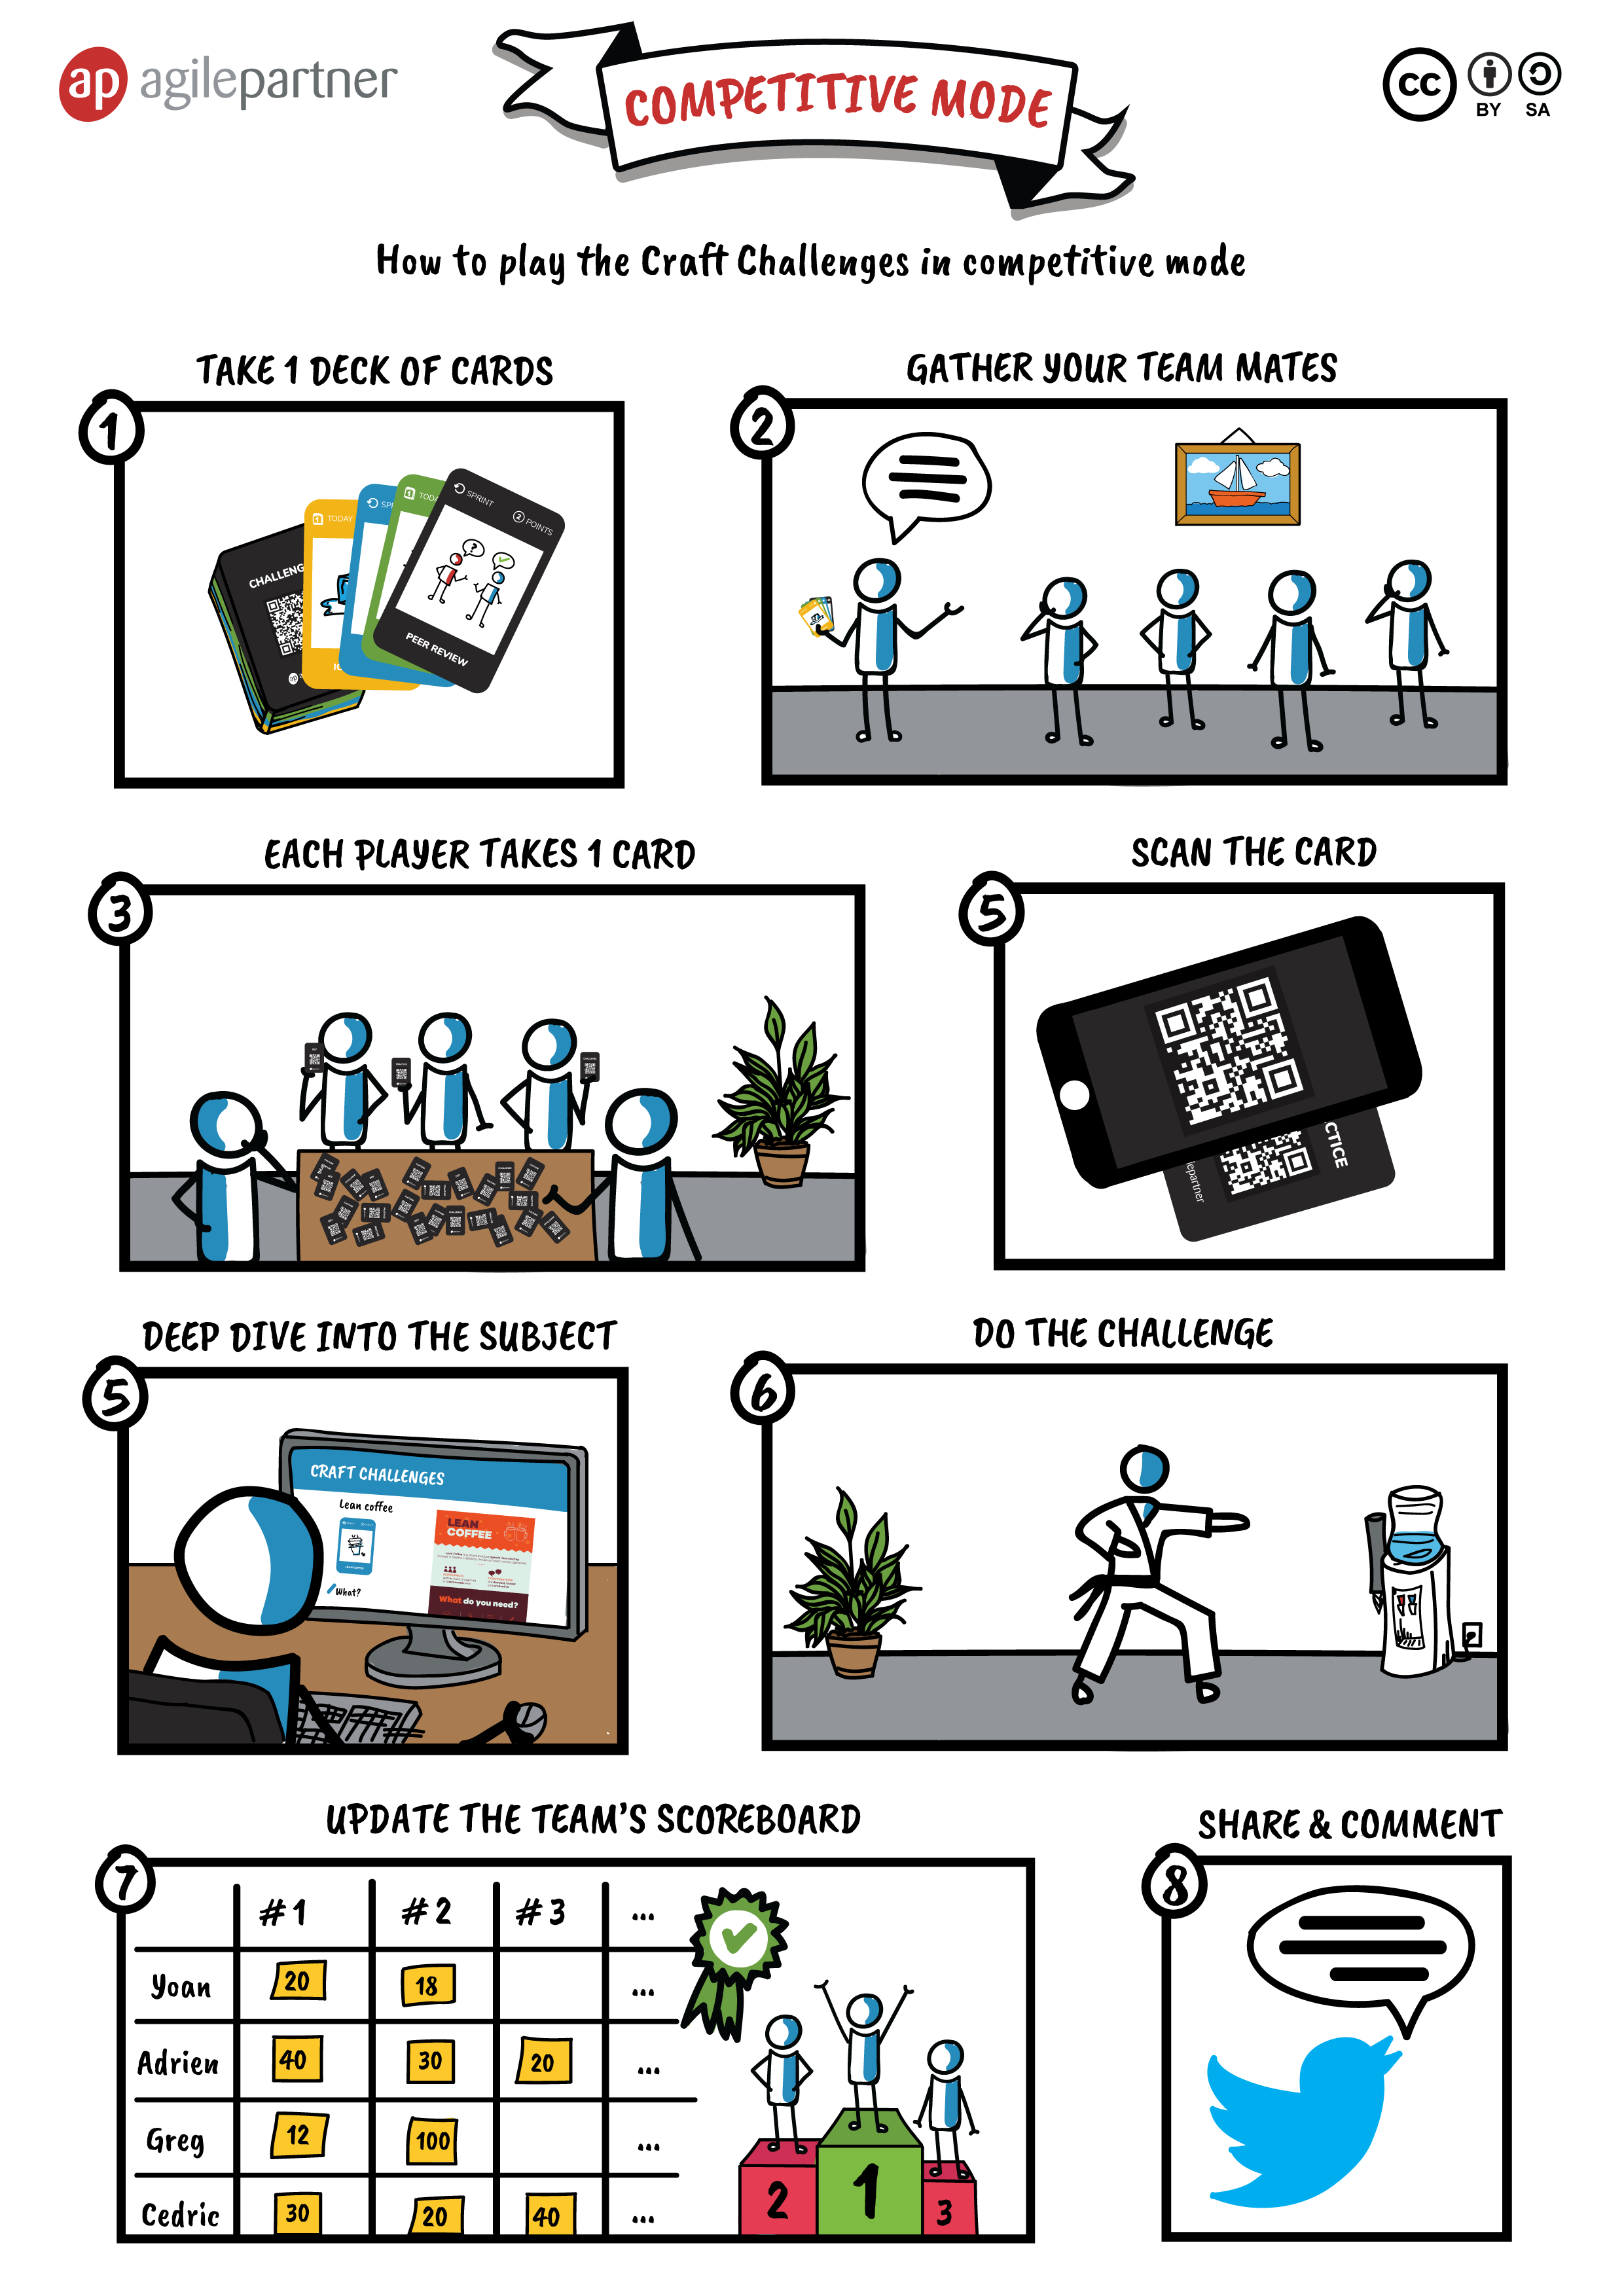 ap agilepartner
COMPETITIVE MODE
CC
BY SA
How to play the Craft Challenges in competitive mode
TAKE 1 DECK OF CARDS
1
CHALLENG
1 TODAY
SPR
1 TODA
SPRINT
2 POINTS
PEER REVIEW
GATHER YOUR TEAM MATES
2
EACH PLAYER TAKES 1 CARD
3
SCAN THE CARD
5
CTICE
lepartner
DEEP DIVE INTO THE SUBJECT
5
CRAFT CHALLENGES
Lean coffee
LEAN
COFFEE
What?
What do you need?
DO THE CHALLENGE
6
UPDATE THE TEAM'S SCOREBOARD
7
#1 #2 #3 ...
Yoan 20 18 ...
Adrien 40 30 20 ...
Greg 12 100 ...
Cedric 30 20 40 ...
2 1 3
SHARE & COMMENT
8